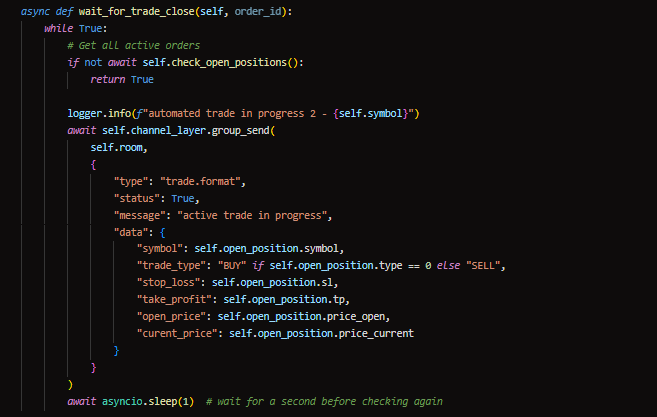 async def wait_for_trade_close(self, order_id):
while True:
# Get all active orders
if not await self.check_open_positions():
return True
logger.info(f"automated trade in progress 2 - {self.symbol}")
await self.channel_layer.group_send(
self.room,
{
"type": "trade.format",
"status": True,
"message": "active trade in progress",
"data": {
"symbol": self.open_position.symbol,
"trade_type": "BUY" if self.open_position.type == 0 else "SELL",
"stop_loss": self.open_position.sl,
"take_profit": self.open_position.tp,
"open_price": self.open_position.price_open,
"curent_price": self.open_position.price_current
}
}
)
await asyncio.sleep(1)  # wait for a second before checking again